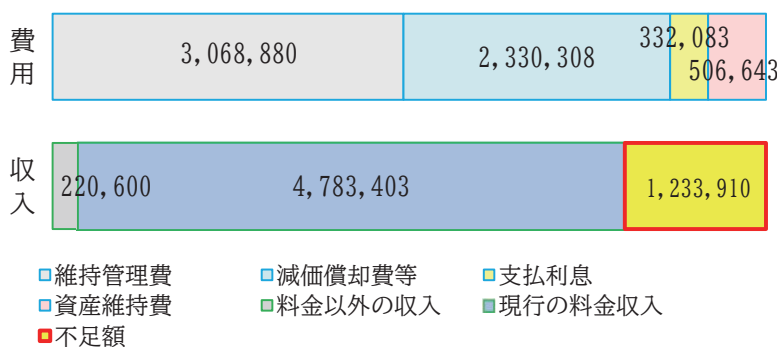 費用
3,068,880
2,330,308
332,083
506,643
収入
220,600
4,783,403
1,233,910
維持管理費
減価償却費等
支払利息
資産維持費
料金以外の収入
現行の料金収入
不足額